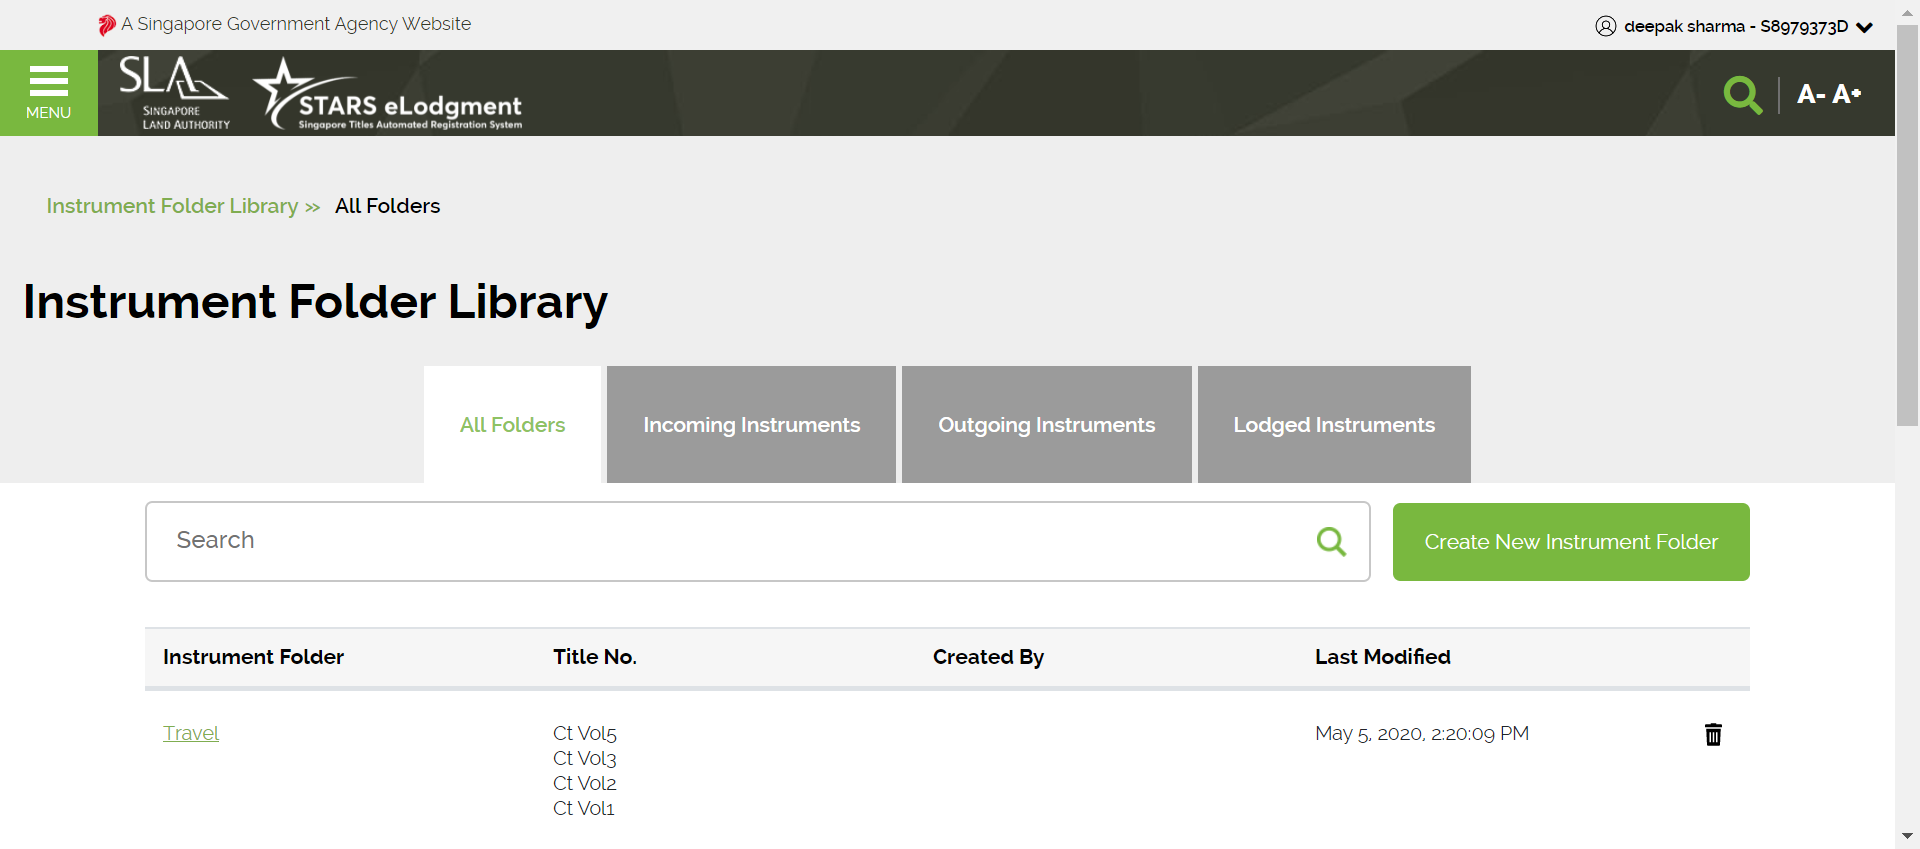 A Singapore Government Agency Website
deepak sharma - S8979373D
MENU
SLA
SINGAPORE
LAND AUTHORITY
STARS eLodgment
Singapore Titles Automated Registration System
A- A+
Instrument Folder Library » All Folders
Instrument Folder Library
All Folders Incoming Instruments Outgoing Instruments Lodged Instruments
Search
Create New Instrument Folder
Instrument Folder Title No. Created By Last Modified
Travel Ct Vol5 May 5, 2020, 2:20:09 PM
Ct Vol3
Ct Vol2
Ct Vol1